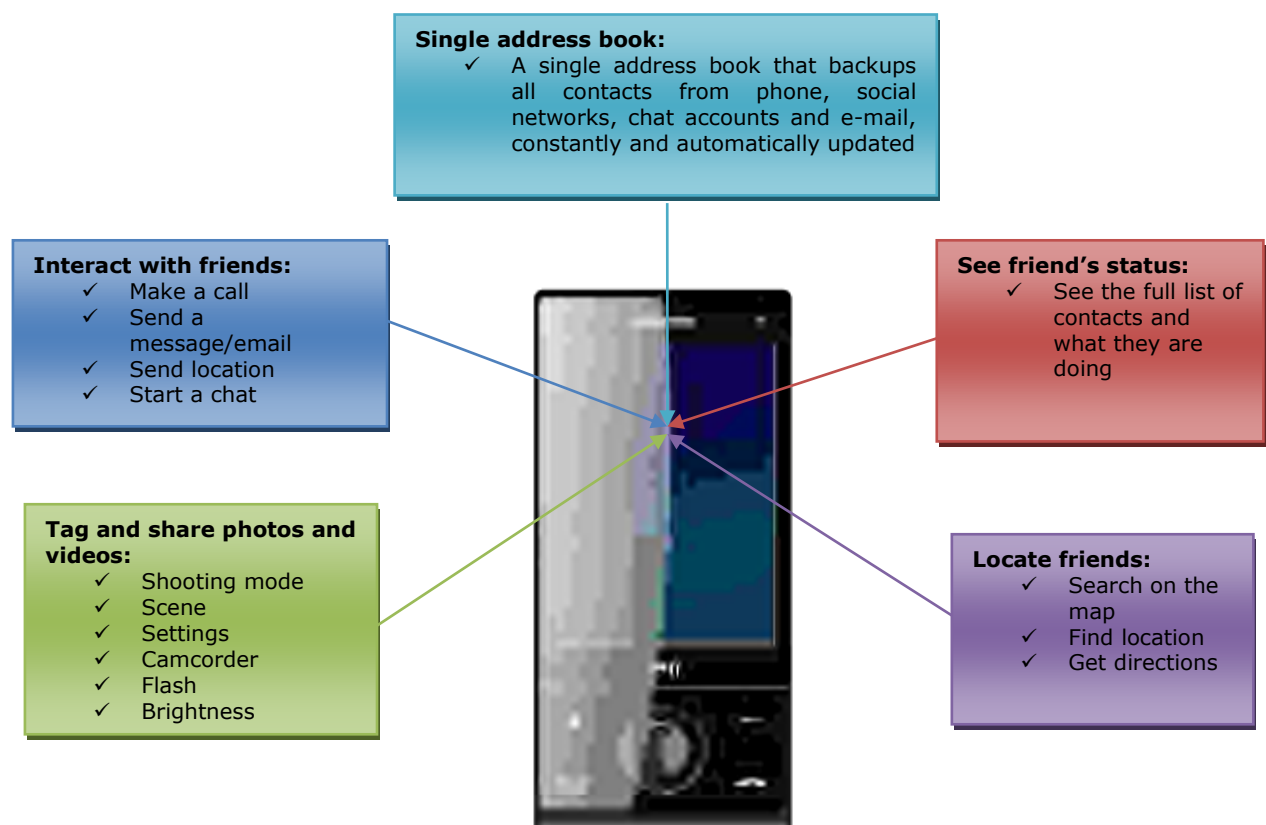 Single address book:
✓ A single address book that backups
all contacts from phone, social
networks, chat accounts and e-mail,
constantly and automatically updated
Interact with friends:
✓ Make a call
✓ Send a
message/email
✓ Send location
✓ Start a chat
See friend's status:
✓ See the full list of
contacts and
what they are
doing
Tag and share photos and
videos:
✓ Shooting mode
✓ Scene
✓ Settings
✓ Camcorder
✓ Flash
✓ Brightness
Locate friends:
✓ Search on the
map
✓ Find location
✓ Get directions